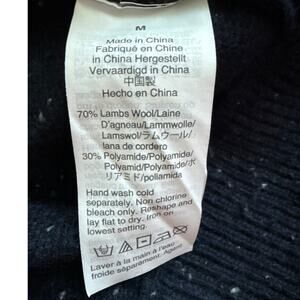 M
Made in China
Fabriqué en Chine
in China Hergestellt
Vervaardigd in China
中国製
Hecho en China
70% Lambs Wool/Laine
D'agneau/Lammwolle/
Lamswol/ラムウール/
lana de cordero
30% Polyamide/Polyamide/
Polyamid/Polyamide/ポ
リアミド/poliamida
Hand wash cold
separately. Non chlorine
bleach only. Reshape and
lay flat to dry. Iron on
lowest setting.
Laver à la main à l'eau
froide séparément. Agent